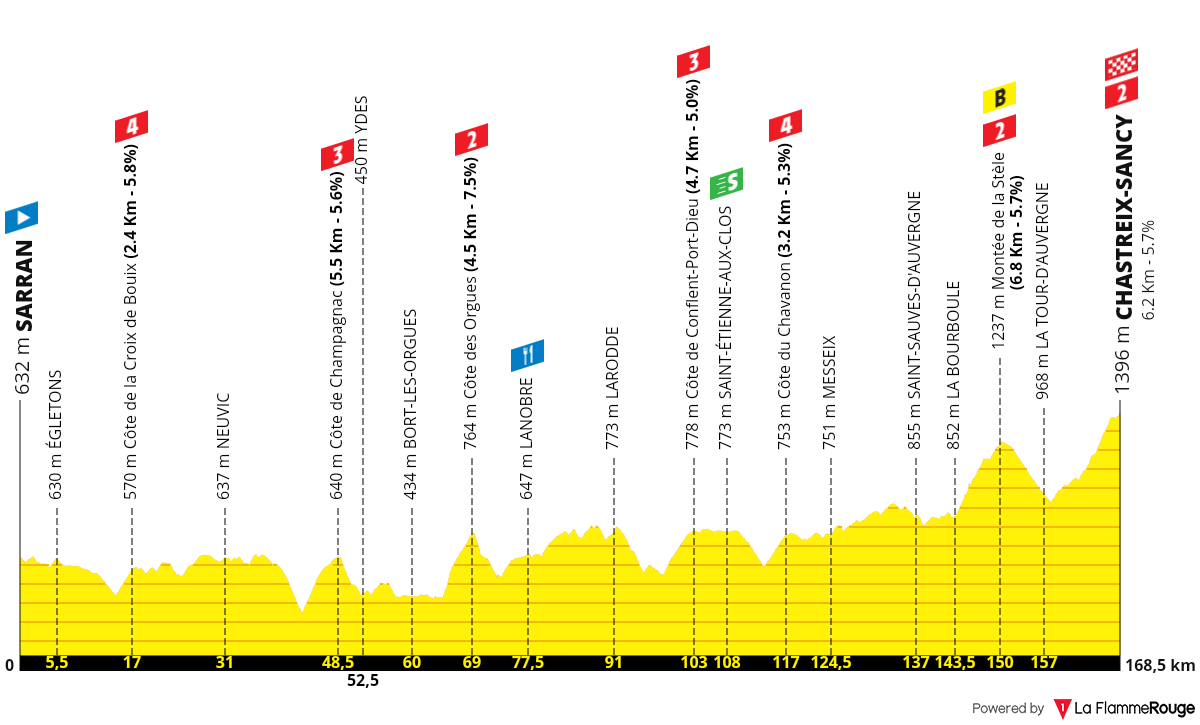 632 m SARRAN
630 m ÉGLETONS
4
570 m Côte de la Croix de Bouix (2.4 Km - 5.8%)
637 m NEUVIC
3
640 m Côte de Champagnac (5.5 Km - 5.6%)
450 m YDES
434 m BORT-LES-ORGUES
2
764 m Côte des Orgues (4.5 Km - 7.5%)
647 m LANOBRE
773 m LARODDE
3
778 m Côte de Conflent-Port-Dieu (4.7 Km - 5.0%)
S
773 m SAINT-ÉTIENNE-AUX-CLOS
4
753 m Côte du Chavanon (3.2 Km - 5.3%)
751 m MESSEIX
855 m SAINT-SAUVES-D'AUVERGNE
852 m LA BOURBOULE
B
2
1237 m Montée de la Stèle
(6.8 Km - 5.7%)
968 m LA TOUR-D'AUVERGNE
2
1396 m CHASTREIX-SANCY
6.2 Km - 5.7%
0 5,5 17 31 48,5 60 69 77,5 91 103 108 117 124,5 137 143,5 150 157 168,5 km
52,5
Powered by 1 La FlammeRouge